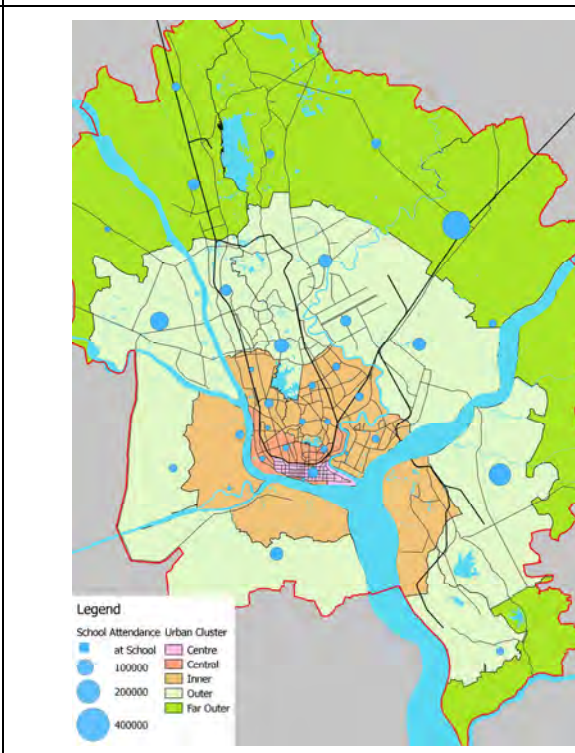 Legend
School Attendance Urban Cluster
at School Centre
100000 Central
Inner
200000 Outer
Far Outer
400000